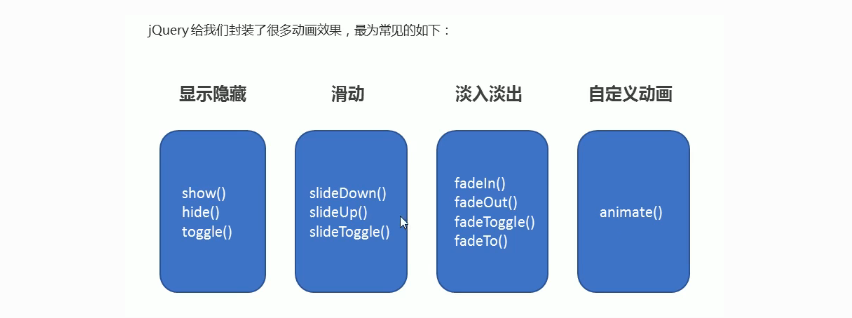 jQuery 给我们封装了很多动画效果，最为常见的如下：
显示隐藏
滑动
淡入淡出
自定义动画
show()
hide()
toggle()
slideDown()
slideUp()
slideToggle()
fadeIn()
fadeOut()
fadeToggle()
fadeTo()
animate()